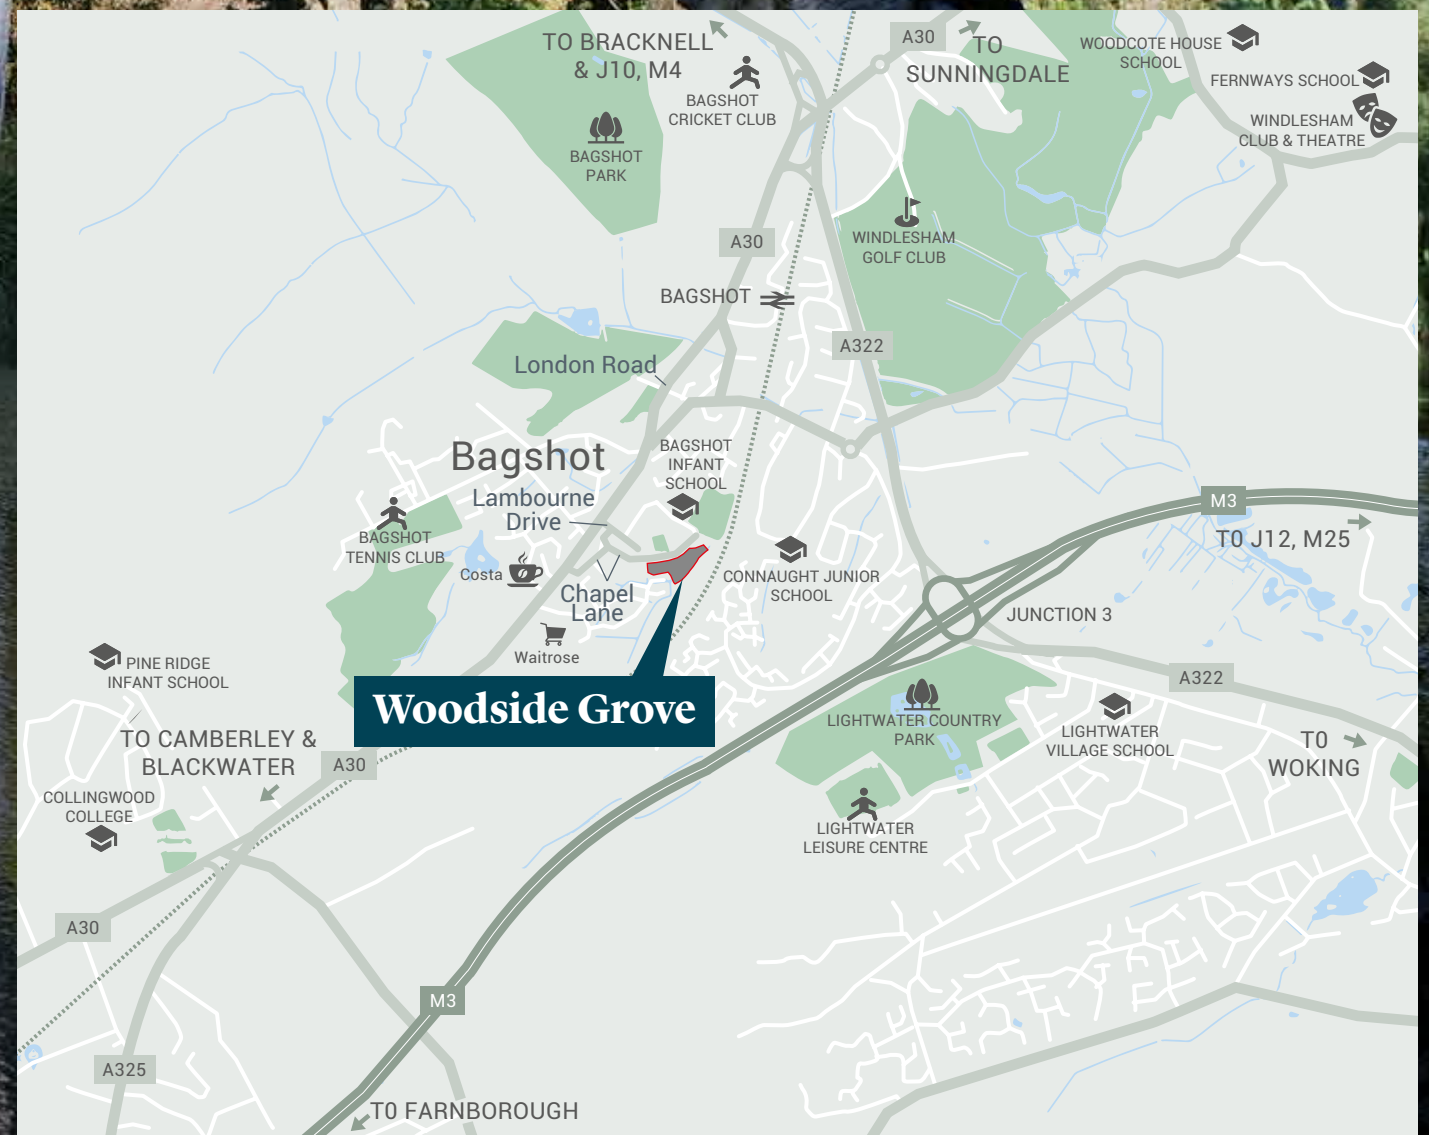 TO BRACKNELL
& J10, M4
A30
TO
SUNNINGDALE
WOODCOTE HOUSE
SCHOOL
FERNWAYS SCHOOL
WINDLESHAM
CLUB & THEATRE
BAGSHOT
CRICKET CLUB
BAGSHOT
PARK
A30
WINDLESHAM
GOLF CLUB
BAGSHOT
A322
London Road
Bagshot
BAGSHOT
INFANT
SCHOOL
Lambourne
Drive
BAGSHOT
TENNIS CLUB
Costa
Chapel
Lane
CONNAUGHT JUNIOR
SCHOOL
M3
T0 J12, M25
JUNCTION 3
Waitrose
PINE RIDGE
INFANT SCHOOL
A322
Woodside Grove
LIGHTWATER COUNTRY
PARK
LIGHTWATER
VILLAGE SCHOOL
T0
WOKING
TO CAMBERLEY &
BLACKWATER
A30
COLLINGWOOD
COLLEGE
LIGHTWATER
LEISURE CENTRE
A30
M3
A325
T0 FARNBOROUGH